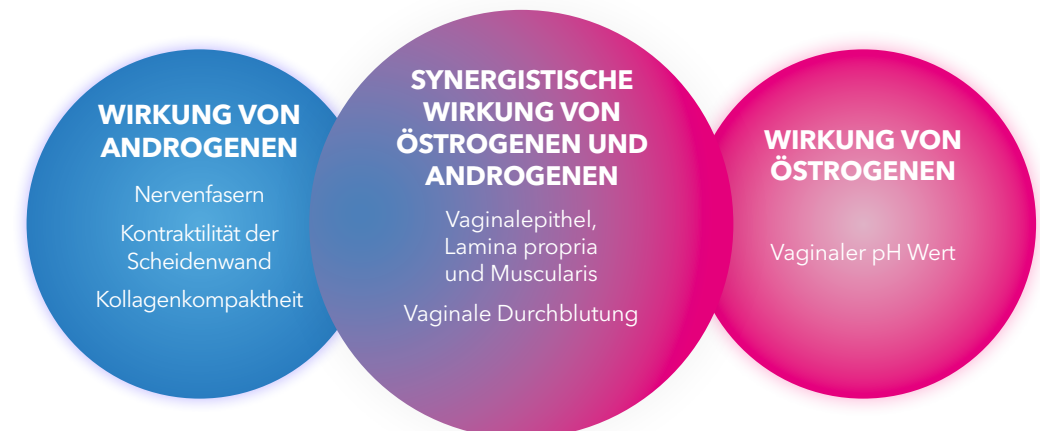 WIRKUNG VON
ANDROGENEN
Nervenfasern
Kontraktilität der
Scheidenwand
Kollagenkompaktheit
SYNERGISTISCHE
WIRKUNG VON
ÖSTROGENEN UND
ANDROGENEN
Vaginalepithel,
Lamina propria
und Muscularis
Vaginale Durchblutung
WIRKUNG VON
ÖSTROGENEN
Vaginaler pH Wert